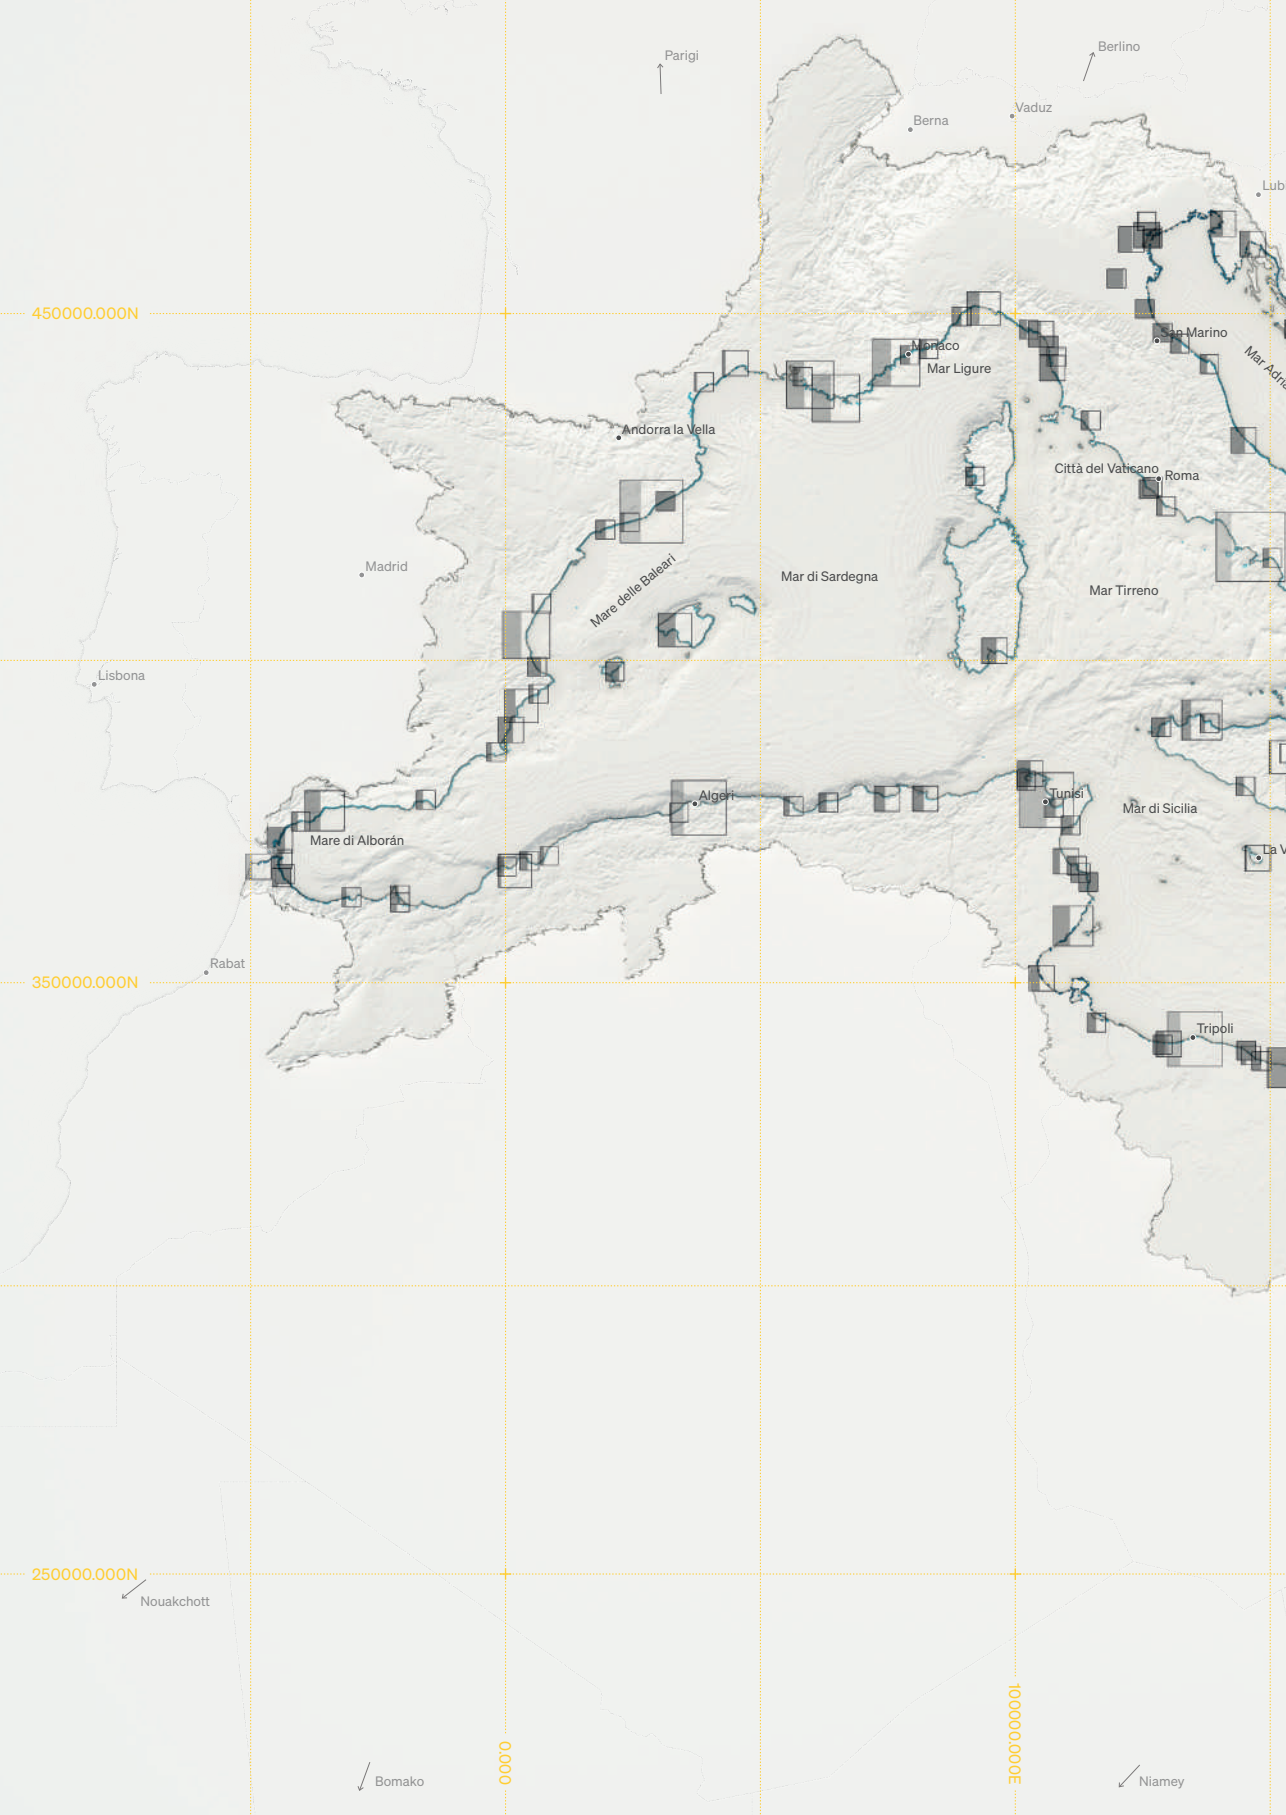 Berlino
Parigi
Vaduz
Berna
Lub
450000.000N
San Marino
Monaco
Mar Ligure
Mar Adria
Andorra la Vella
Città del Vaticano
Roma
Madrid
Mar di Sardegna
Mare delle Baleari
Mar Tirreno
Lisbona
Algeri
Tunisi
Mar di Sicilia
Mare di Alborán
La V
Rabat
350000.000N
Tripoli
250000.000N
Nouakchott
0.000
100000.000E
Bomako
Niamey